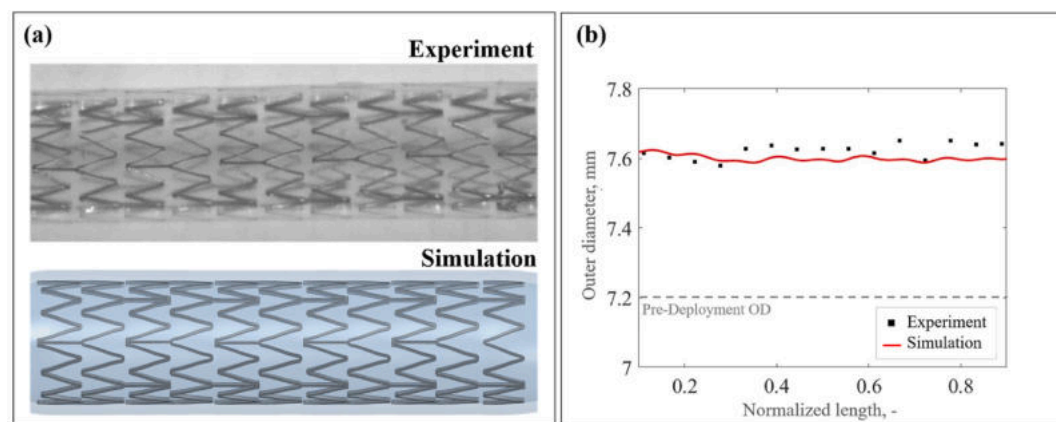 (a)
Experiment
Simulation
(b)
Outer diameter, mm
7.8
7.6
7.4
7.2
7
Pre-Deployment OD
Experiment
Simulation
0.2
0.4
0.6
0.8
Normalized length, -